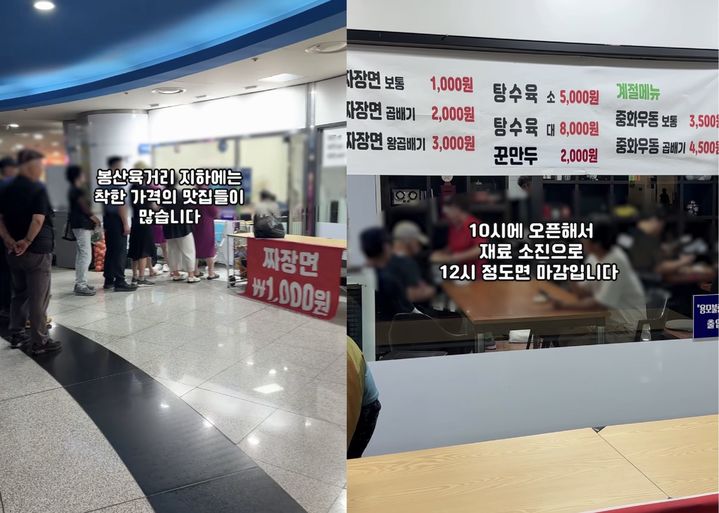 봉산육거리 지하에는
착한 가격의 맛집들이
많습니다
짜장면
₩1,000원
짜장면 보통 1,000원
짜장면 곱배기 2,000원
짜장면 왕곱배기 3,000원
탕수육 소 5,000원
탕수육 대 8,000원
꾼만두 2,000원
계절메뉴
중화우동 보통 3,500
중화우동 곱배기 4,500
10시에 오픈해서
재료 소진으로
12시 정도면 마감입니다